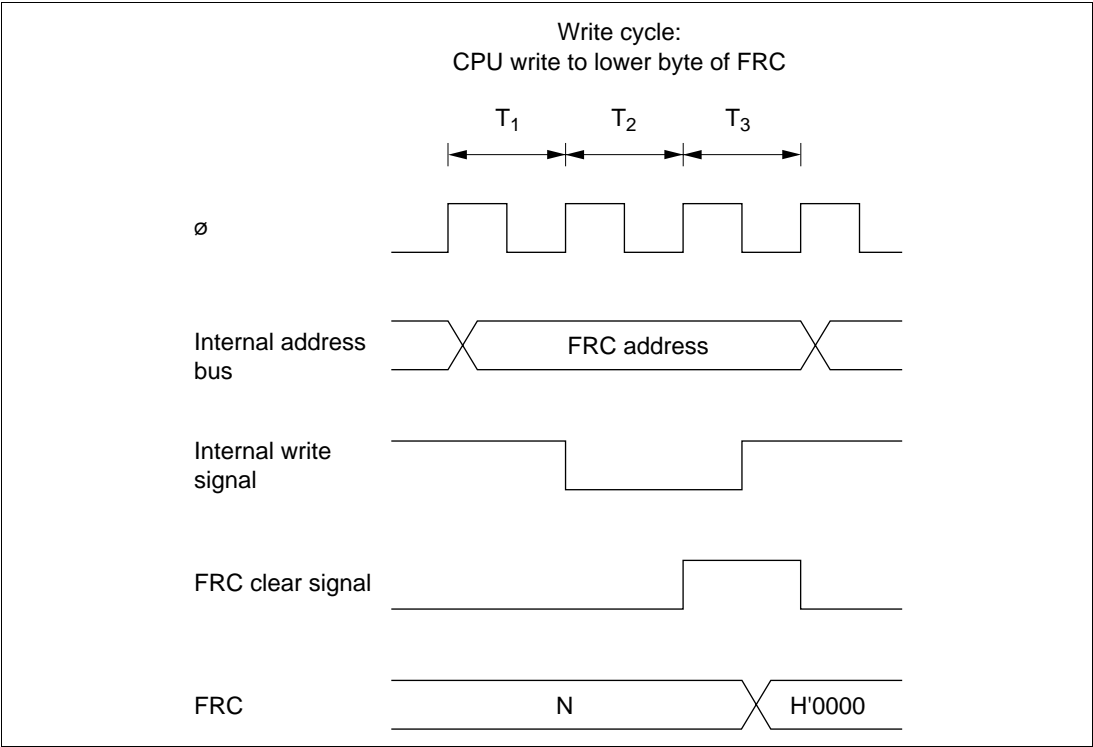 Write cycle:
CPU write to lower byte of FRC
T₁ T₂ T₃
ø
Internal address
bus
FRC address
Internal write
signal
FRC clear signal
FRC
N
H'0000